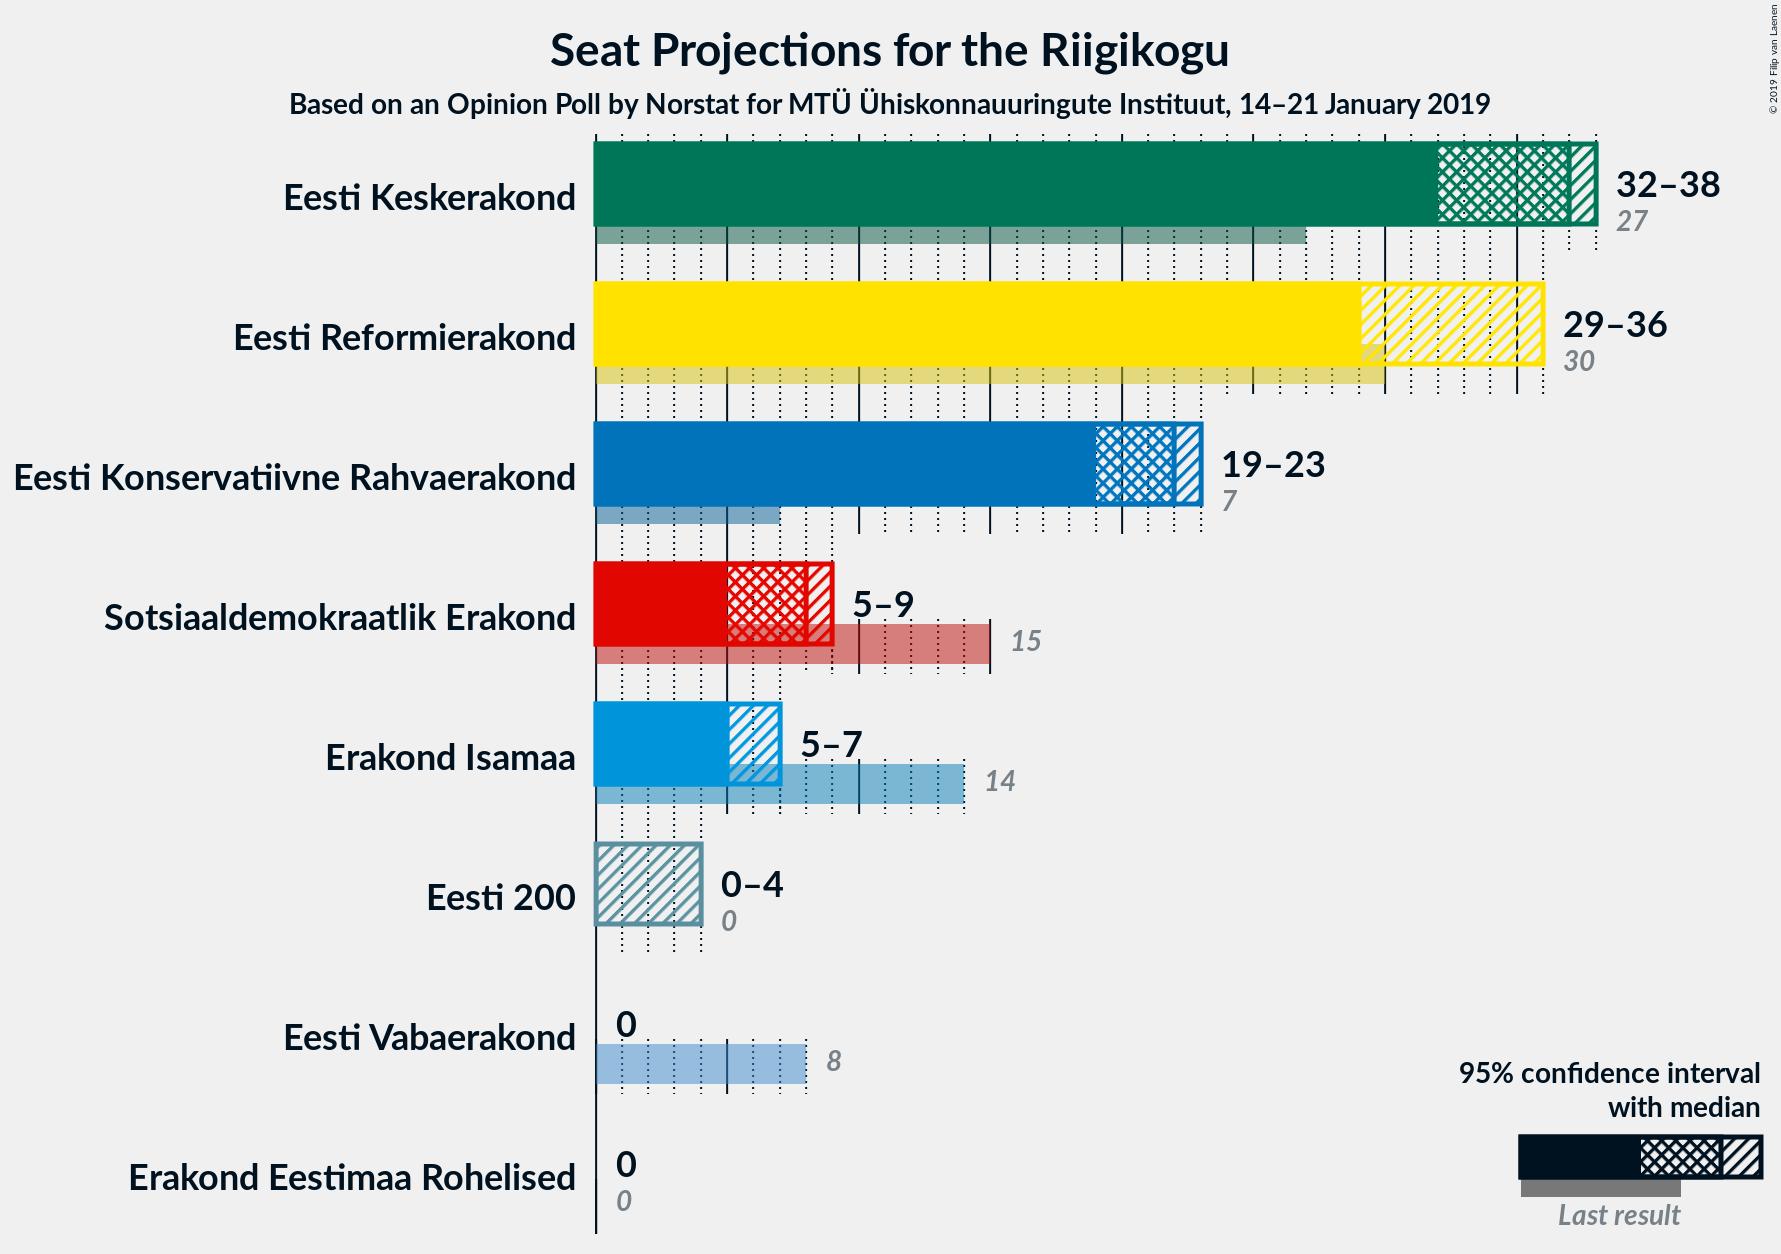 Seat Projections for the Riigikogu
Based on an Opinion Poll by Norstat for MTÜ Ühiskonnauuringute Instituut, 14–21 January 2019
© 2019 Filip van Laenen
Eesti Keskerakond
32–38
27
Eesti Reformierakond
29–36
30
Eesti Konservatiivne Rahvaerakond
19–23
7
Sotsiaaldemokraatlik Erakond
5–9
15
Erakond Isamaa
5–7
14
Eesti 200
0–4
0
Eesti Vabaerakond
0
8
Erakond Eestimaa Rohelised
0
0
95% confidence interval
with median
Last result